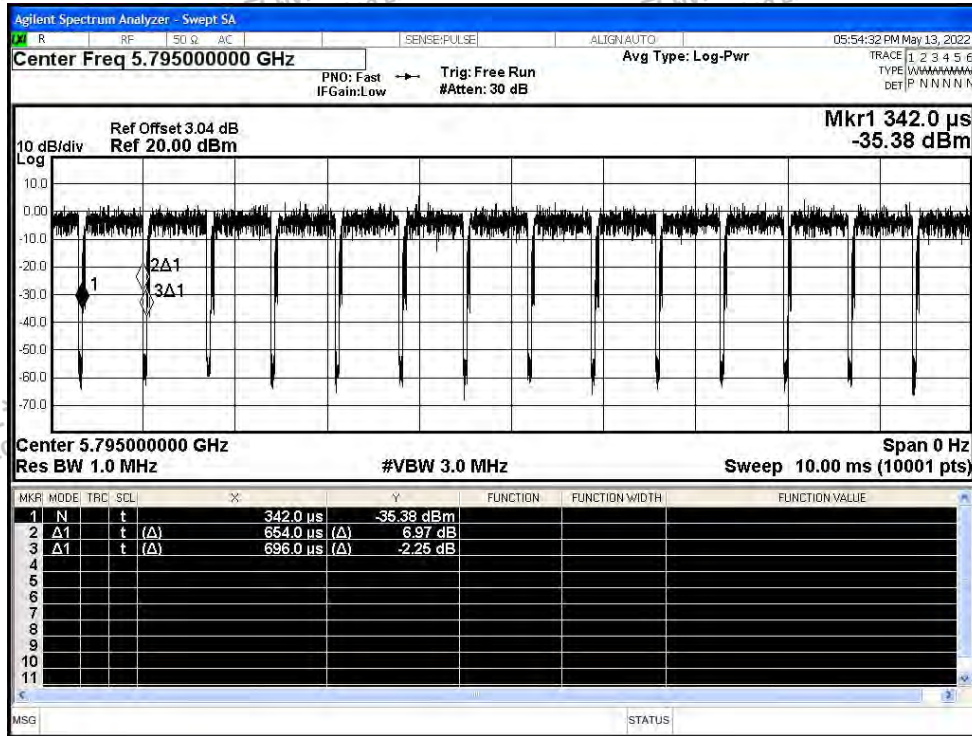 Agilent Spectrum Analyzer - Swept SA
LXI R RF 50 Ω AC SENSE:PULSE ALIGN AUTO 05:54:32 PM May 13, 2022
Center Freq 5.795000000 GHz
PNO: Fast
IFGain:Low
Trig: Free Run
#Atten: 30 dB
Avg Type: Log-Pwr
TRACE 1 2 3 4 5 6
TYPE WWWWWW
DET P N N N N N
Mkr1 342.0 µs
-35.38 dBm
Ref Offset 3.04 dB
10 dB/div Ref 20.00 dBm
Log
10.0
0.00
-10.0
-20.0
-30.0
-40.0
-50.0
-60.0
-70.0
1
2Δ1
3Δ1
Center 5.795000000 GHz Span 0 Hz
Res BW 1.0 MHz #VBW 3.0 MHz Sweep 10.00 ms (10001 pts)
MKR MODE TRC SCL X Y FUNCTION FUNCTION WIDTH FUNCTION VALUE
1 N t 342.0 µs -35.38 dBm
2 Δ1 t (Δ) 654.0 µs (Δ) 6.97 dB
3 Δ1 t (Δ) 696.0 µs (Δ) -2.25 dB
4
5
6
7
8
9
10
11
MSG STATUS